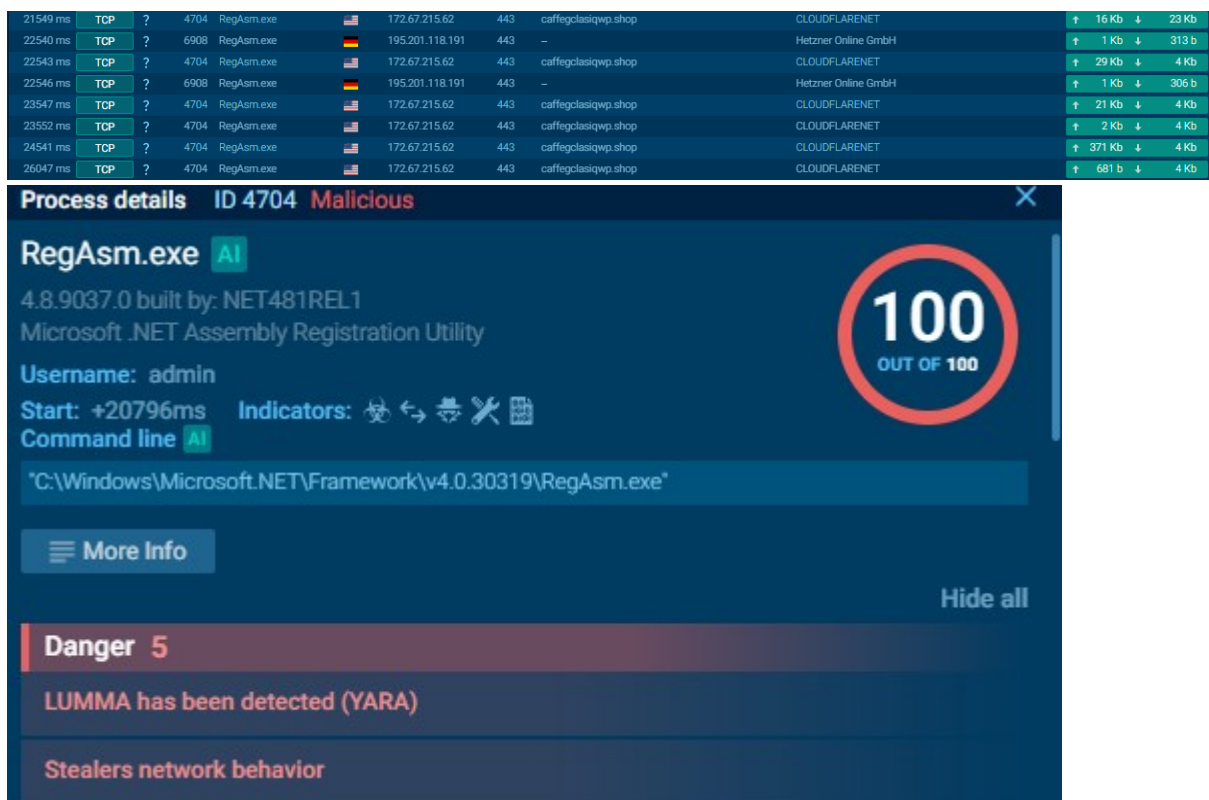 21549 ms TCP ? 4704 RegAsm.exe 172.67.215.62 443 caffegclasiqwp.shop CLOUDFLARENET ↑ 16 Kb ↓ 23 Kb
22540 ms TCP ? 6908 RegAsm.exe 195.201.118.191 443 – Hetzner Online GmbH ↑ 1 Kb ↓ 313 b
22543 ms TCP ? 4704 RegAsm.exe 172.67.215.62 443 caffegclasiqwp.shop CLOUDFLARENET ↑ 29 Kb ↓ 4 Kb
22546 ms TCP ? 6908 RegAsm.exe 195.201.118.191 443 – Hetzner Online GmbH ↑ 1 Kb ↓ 306 b
23547 ms TCP ? 4704 RegAsm.exe 172.67.215.62 443 caffegclasiqwp.shop CLOUDFLARENET ↑ 21 Kb ↓ 4 Kb
23552 ms TCP ? 4704 RegAsm.exe 172.67.215.62 443 caffegclasiqwp.shop CLOUDFLARENET ↑ 2 Kb ↓ 4 Kb
24541 ms TCP ? 4704 RegAsm.exe 172.67.215.62 443 caffegclasiqwp.shop CLOUDFLARENET ↑ 371 Kb ↓ 4 Kb
26047 ms TCP ? 4704 RegAsm.exe 172.67.215.62 443 caffegclasiqwp.shop CLOUDFLARENET ↑ 681 b ↓ 4 Kb
Process details ID 4704 Malicious
RegAsm.exe AI
4.8.9037.0 built by: NET481REL1
Microsoft .NET Assembly Registration Utility
100
OUT OF 100
Username: admin
Start: +20796ms Indicators:
Command line AI
"C:\Windows\Microsoft.NET\Framework\v4.0.30319\RegAsm.exe"
More Info
Hide all
Danger 5
LUMMA has been detected (YARA)
Stealers network behavior